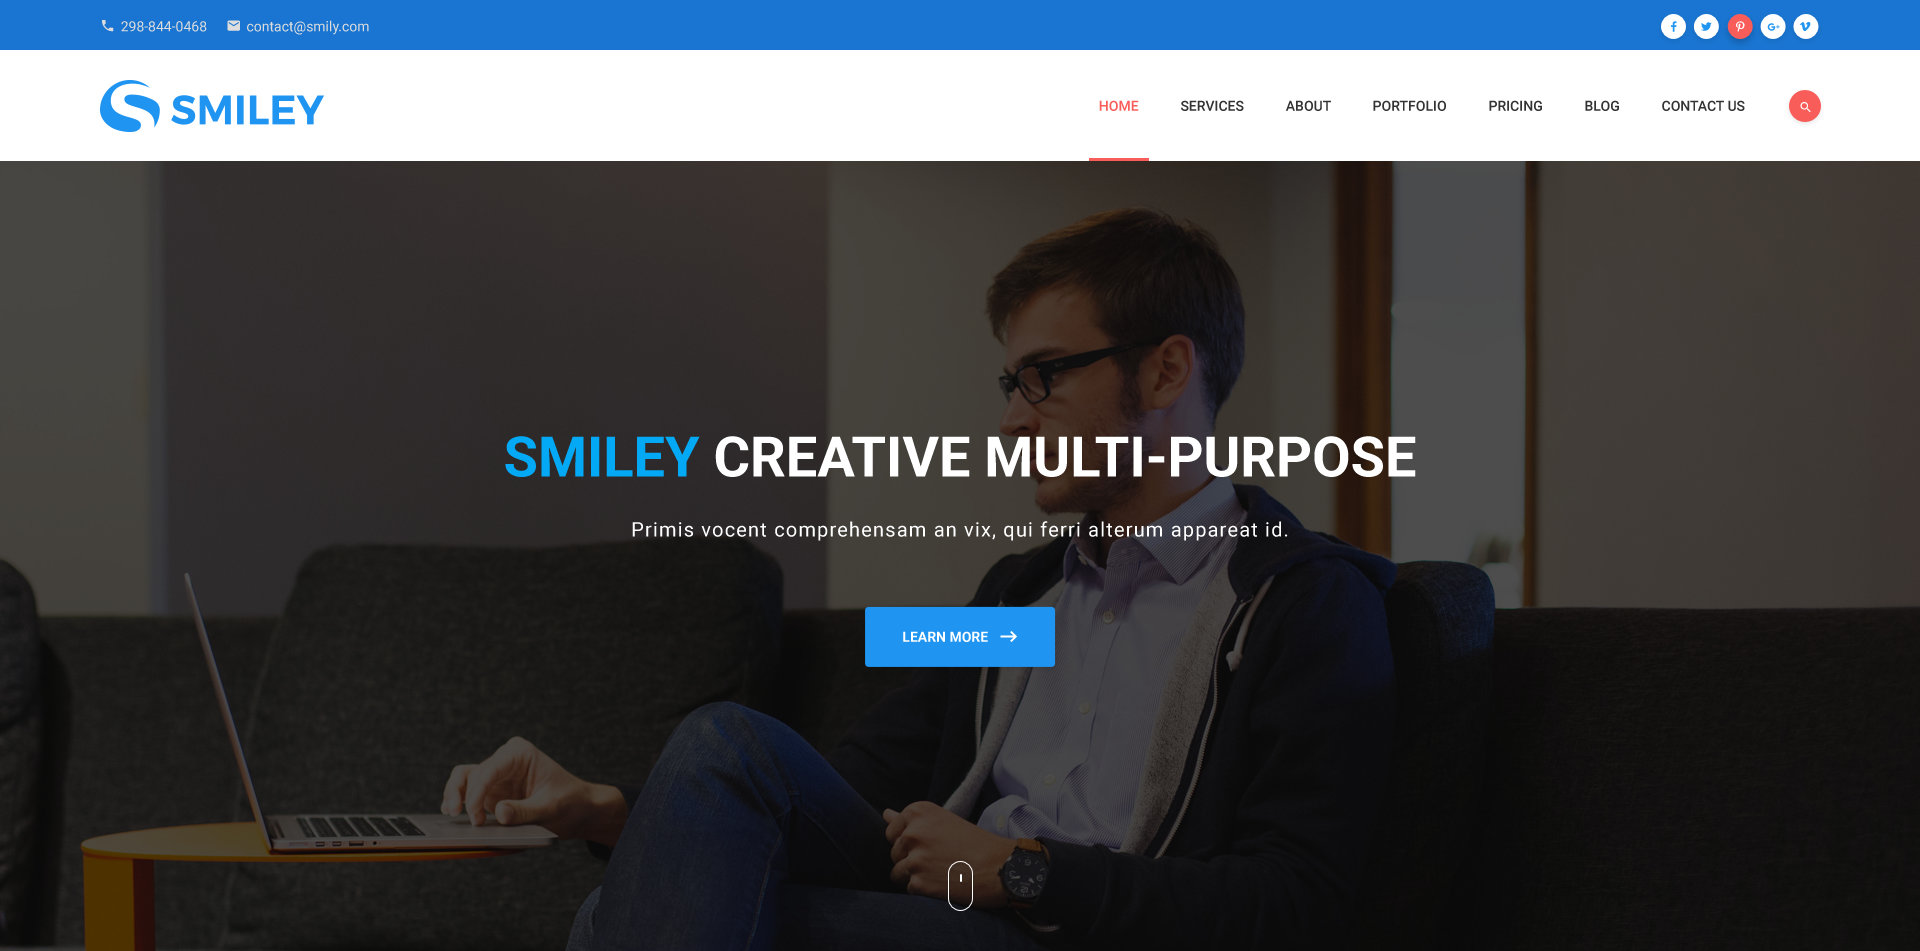 298-844-0468 contact@smily.com
SMILEY
HOME SERVICES ABOUT PORTFOLIO PRICING BLOG CONTACT US
SMILEY CREATIVE MULTI-PURPOSE
Primis vocent comprehensam an vix, qui ferri alterum appareat id.
LEARN MORE